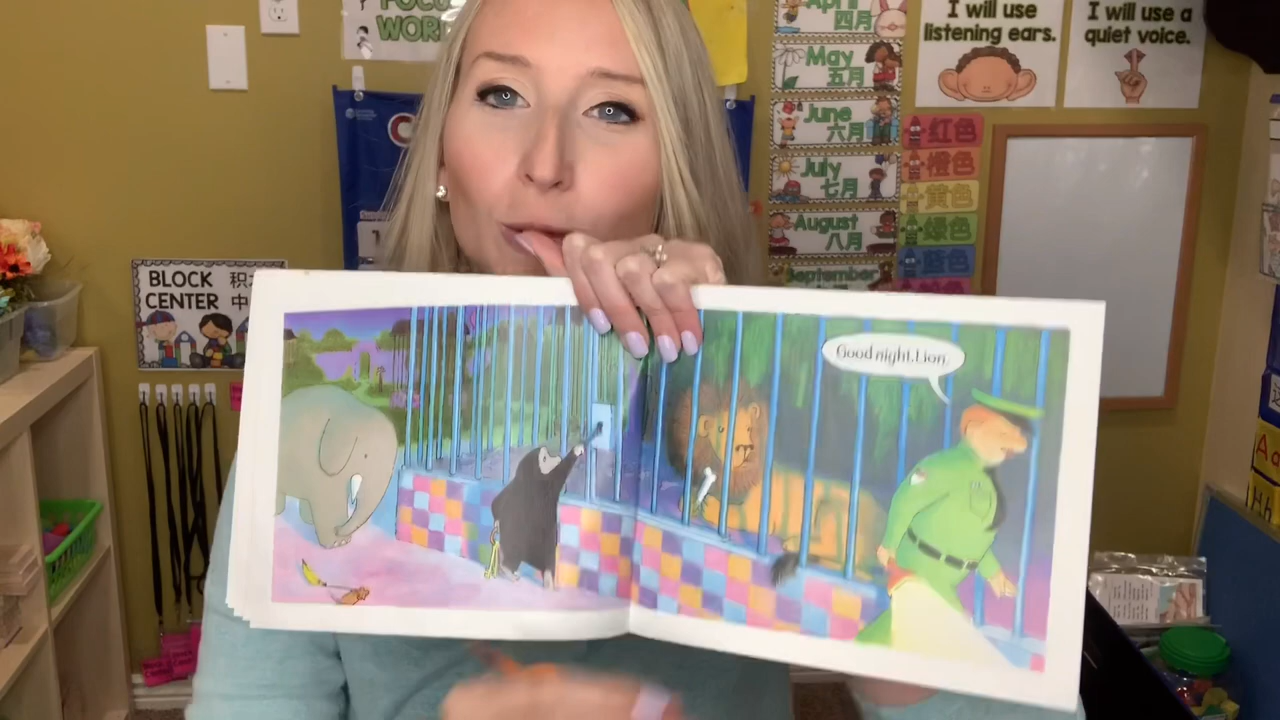 FOCUS
WORD
April
四月
May
五月
June
六月
July
七月
August
八月
September
红色
橙色
黄色
绿色
蓝色
I will use
listening ears.
I will use a
quiet voice.
BLOCK
CENTER
积
中
Good night, Lion.